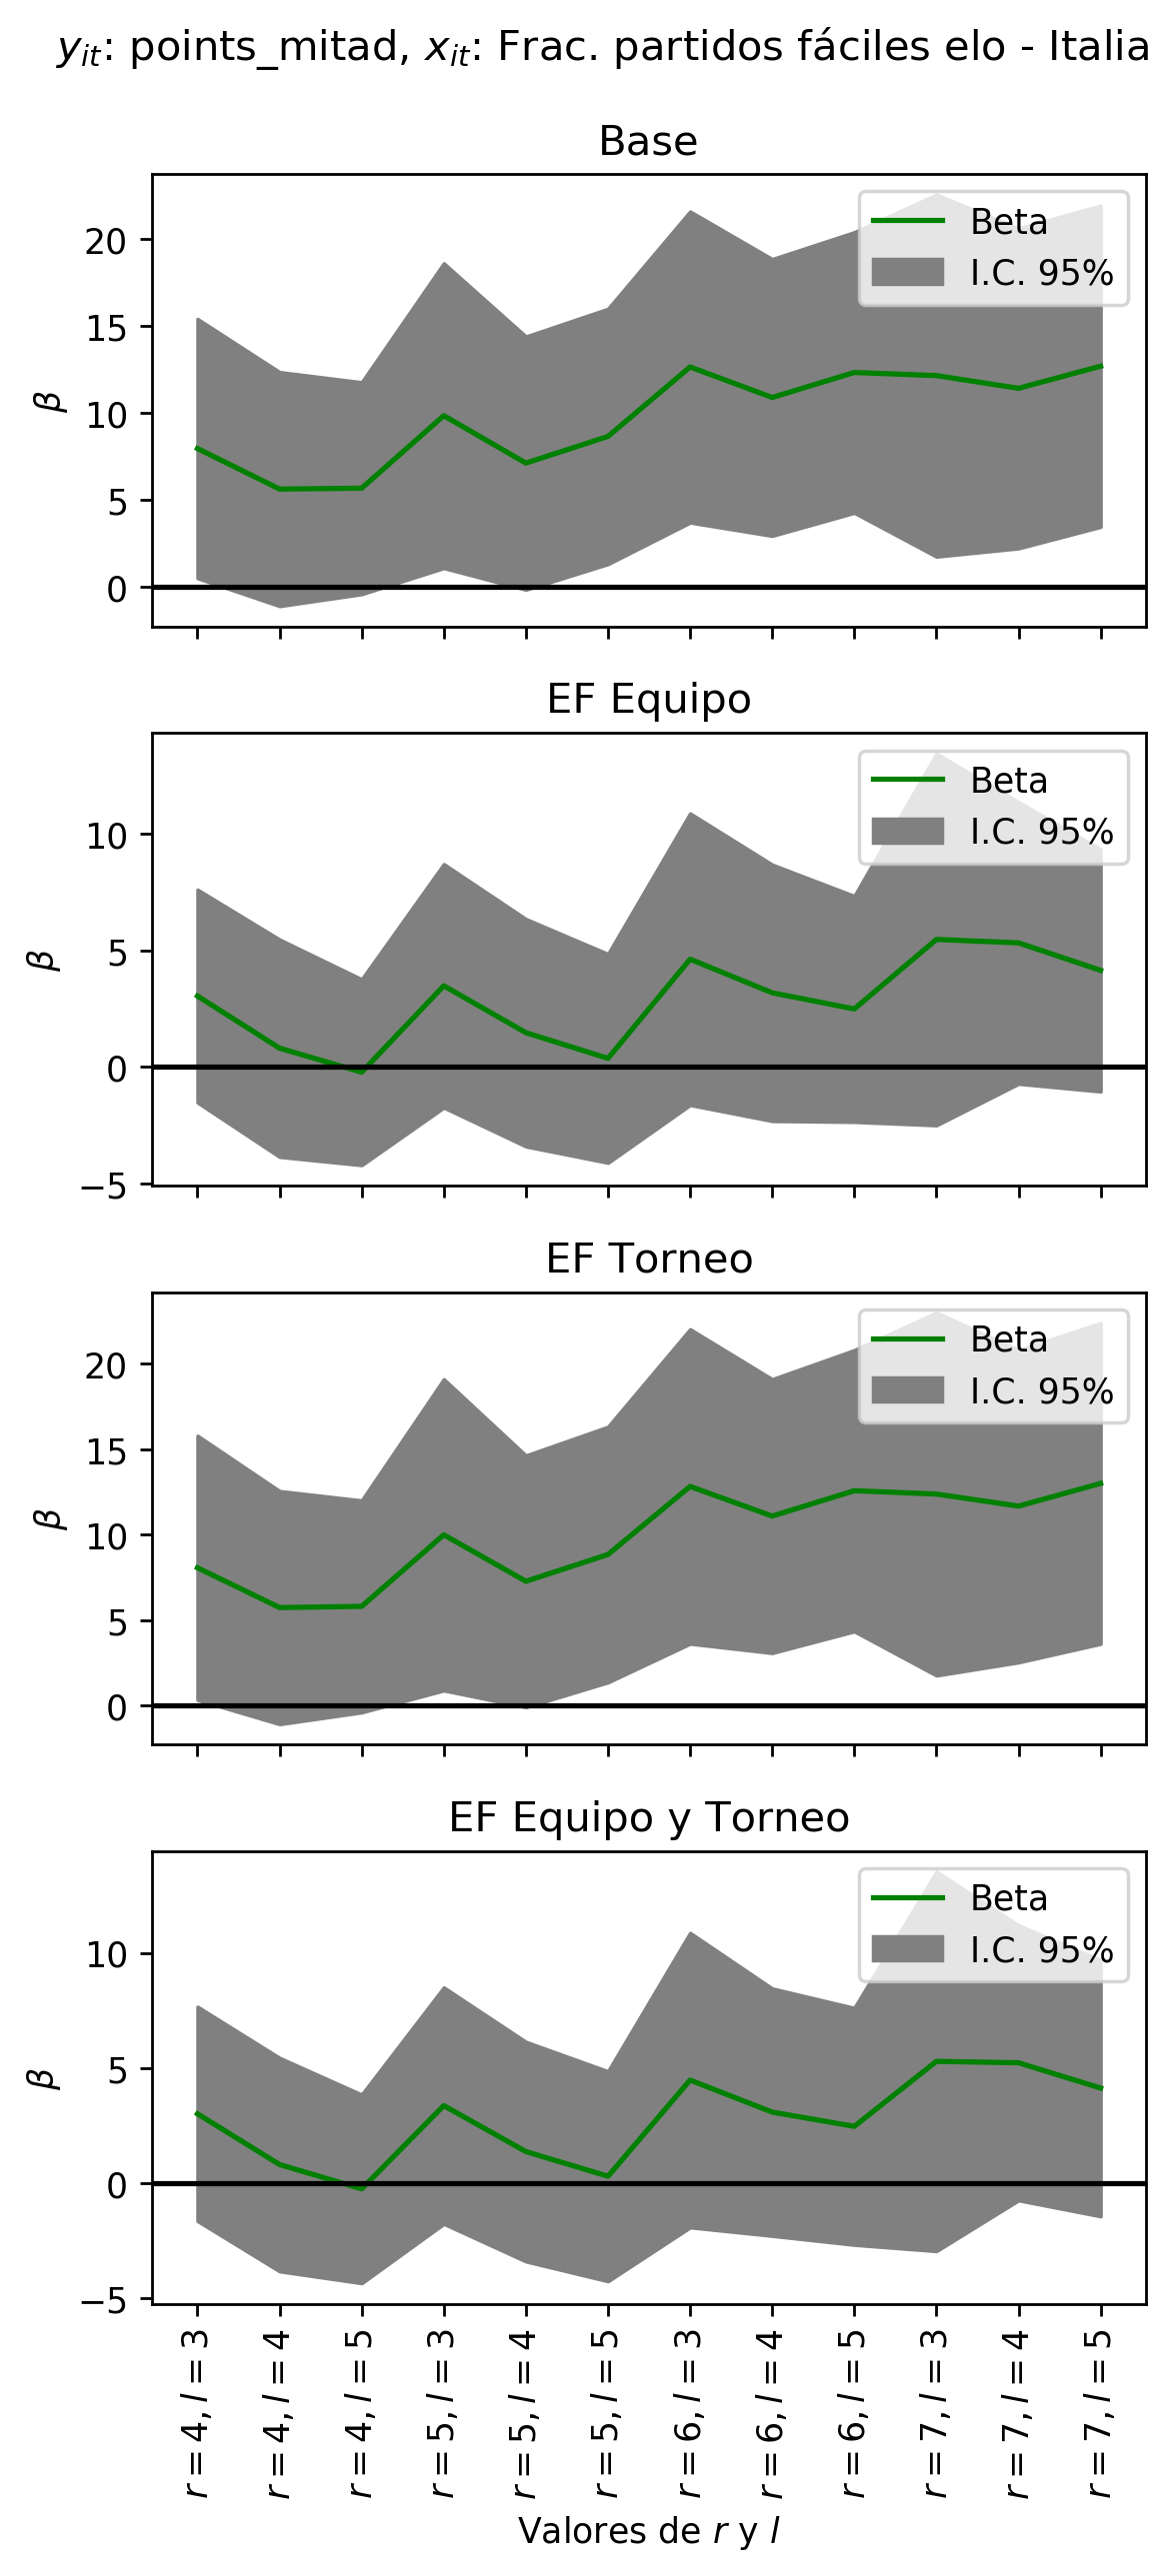 y_it: points_mitad, x_it: Frac. partidos fáciles elo - Italia
Base
20
15
10
5
0
β
Beta
I.C. 95%
EF Equipo
10
5
0
−5
β
Beta
I.C. 95%
EF Torneo
20
15
10
5
0
β
Beta
I.C. 95%
EF Equipo y Torneo
10
5
0
−5
β
Beta
I.C. 95%
r = 4, l = 3
r = 4, l = 4
r = 4, l = 5
r = 5, l = 3
r = 5, l = 4
r = 5, l = 5
r = 6, l = 3
r = 6, l = 4
r = 6, l = 5
r = 7, l = 3
r = 7, l = 4
r = 7, l = 5
Valores de r y l